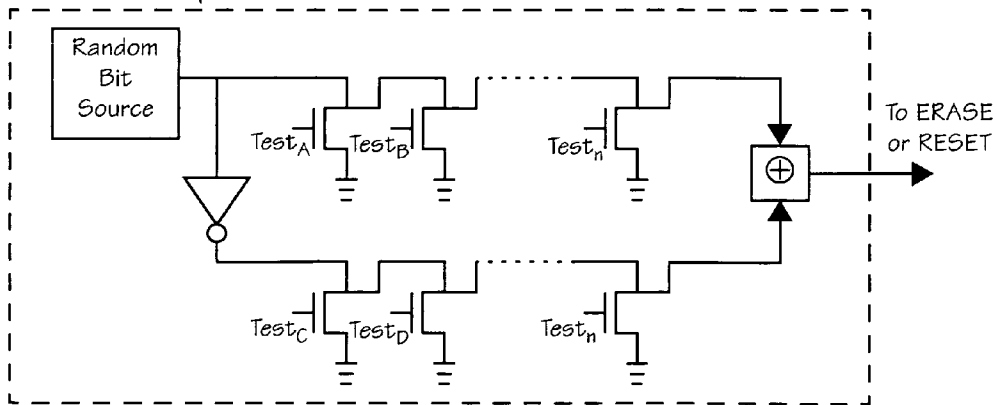 Random
Bit
Source
Test_A
Test_B
Test_n
To ERASE
or RESET
Test_C
Test_D
Test_n